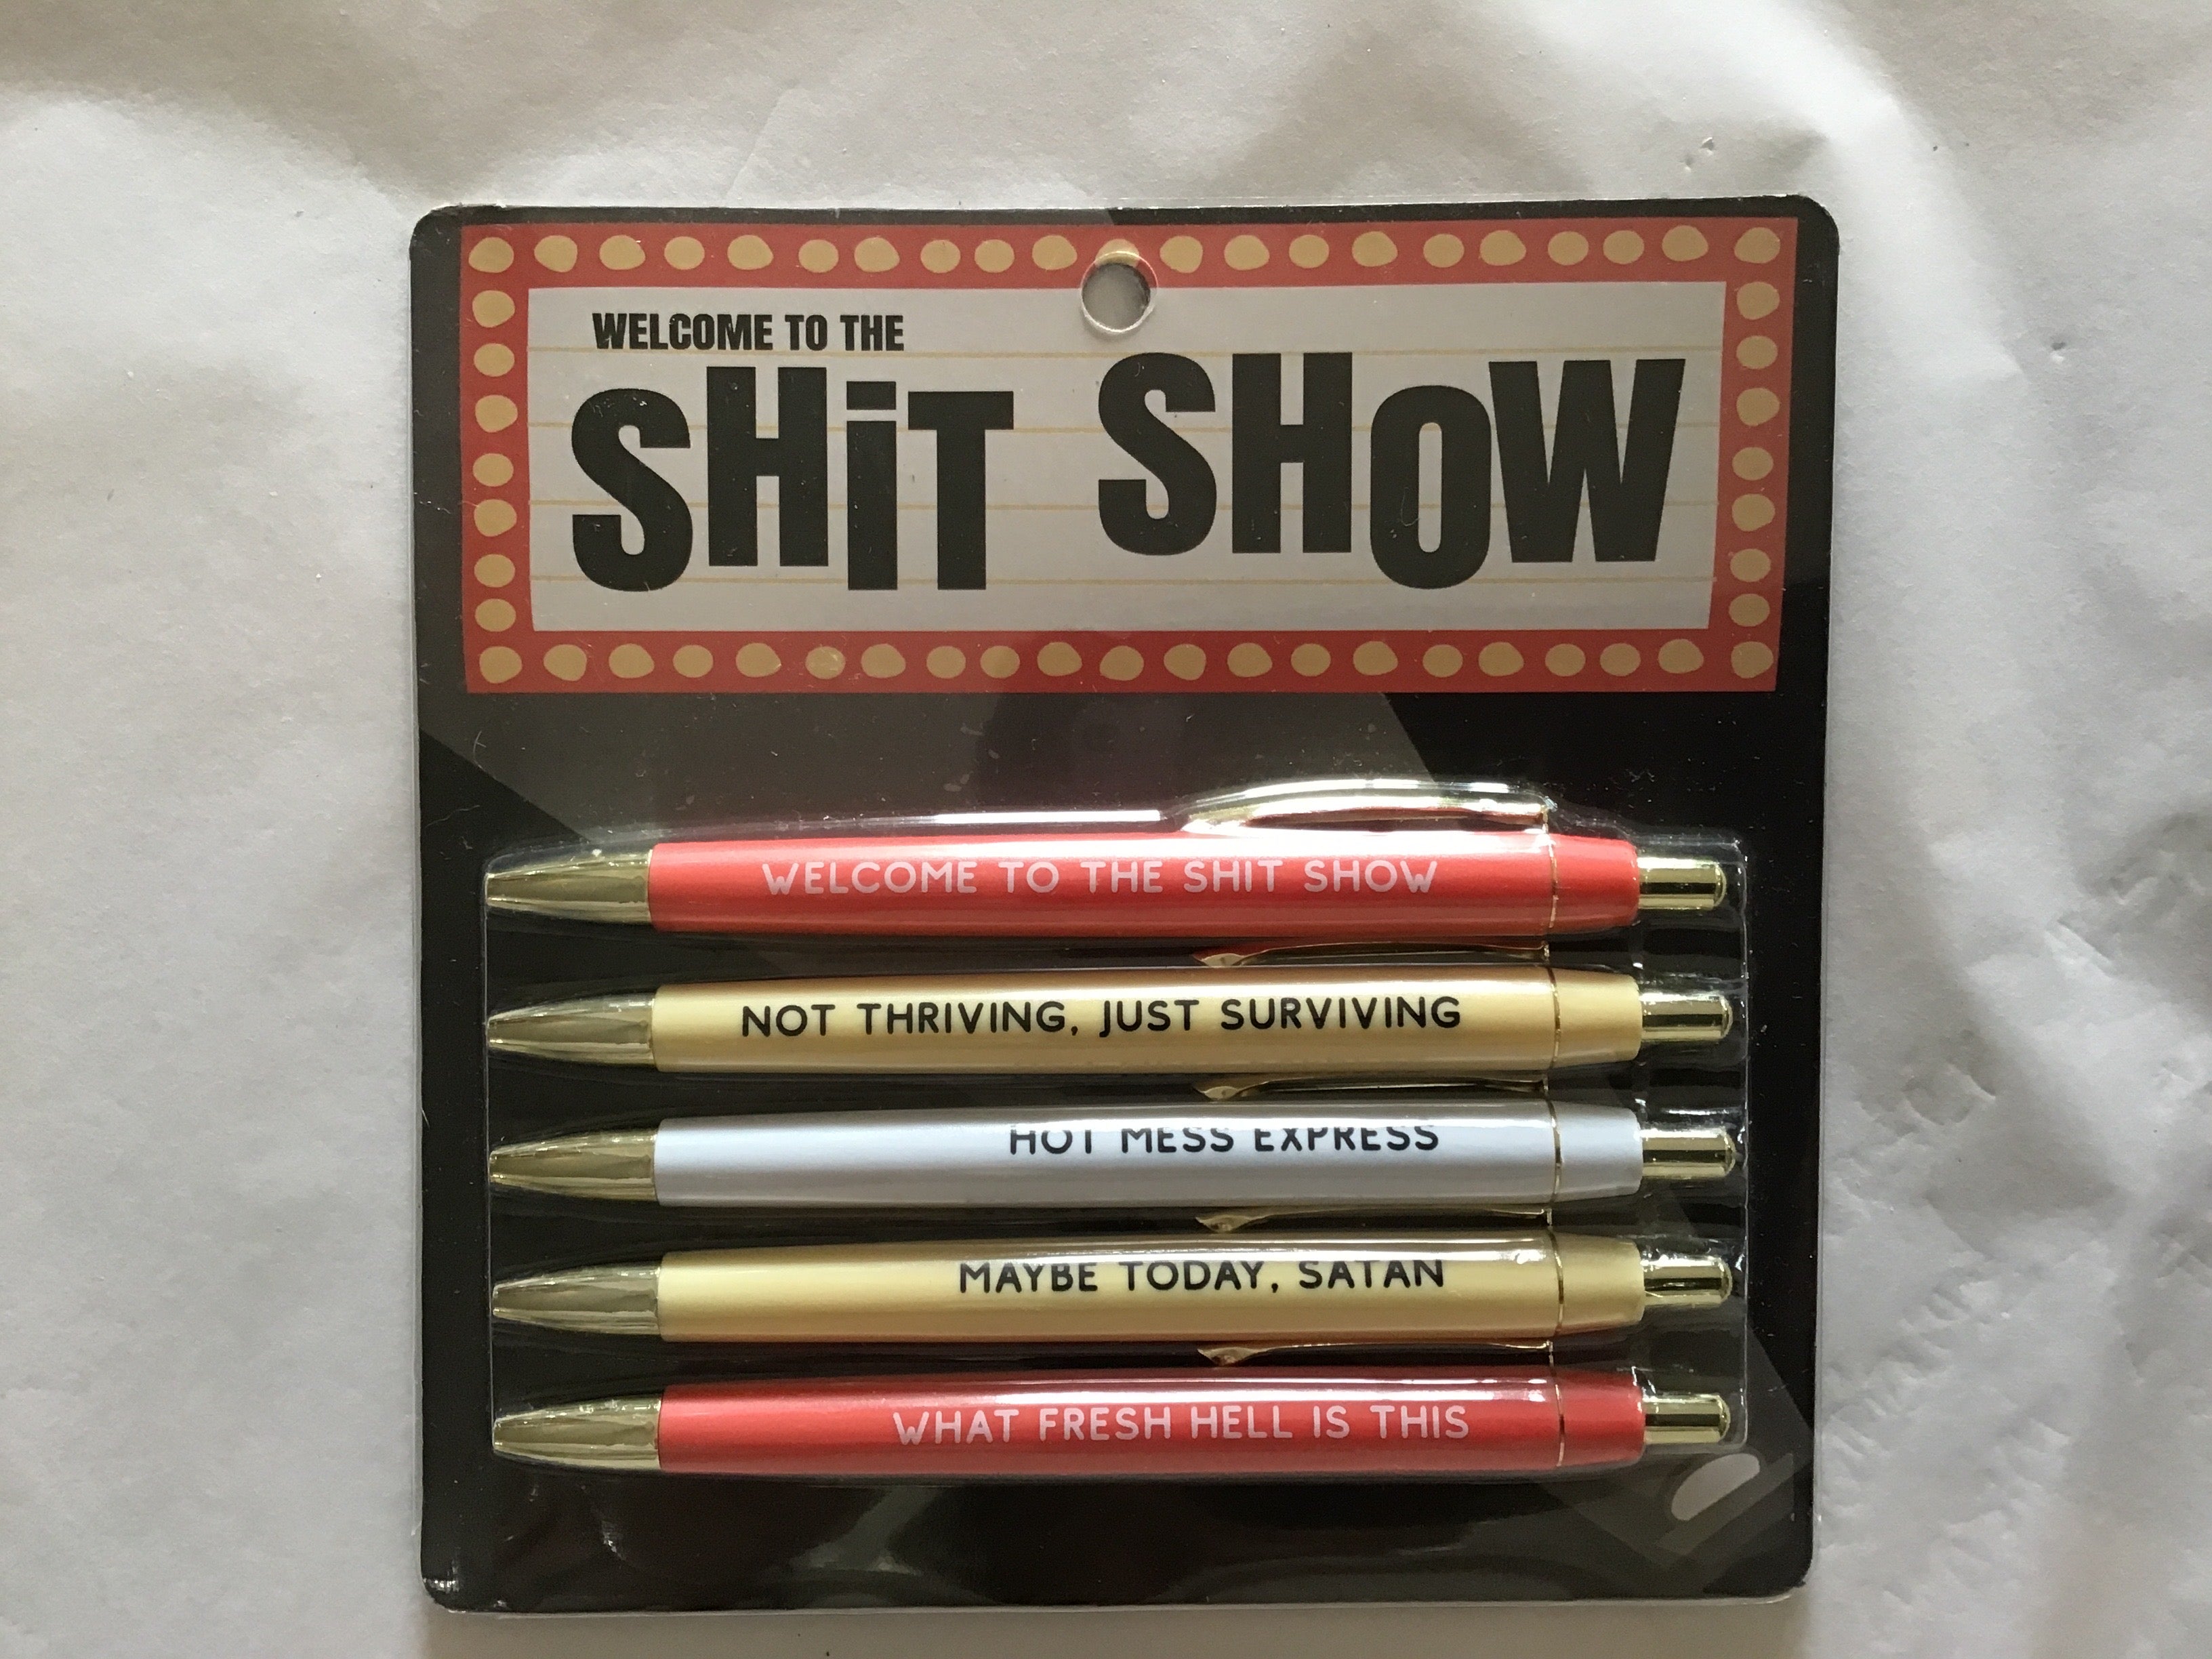 WELCOME TO THE
SHiT SHOW
WELCOME TO THE SHIT SHOW
NOT THRIVING, JUST SURVIVING
HOT MESS EXPRESS
MAYBE TODAY, SATAN
WHAT FRESH HELL IS THIS